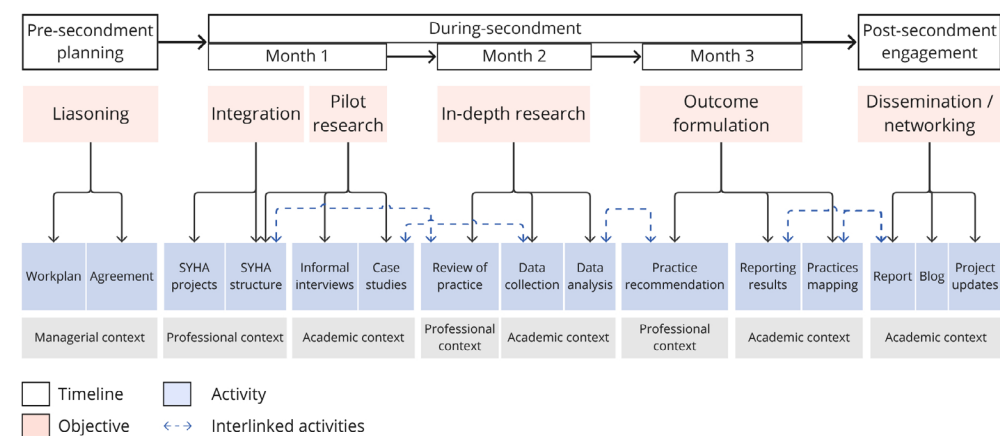 Pre-secondment
planning
During-secondment
Post-secondment
engagement
Month 1
Month 2
Month 3
Liasoning
Integration
Pilot
research
In-depth research
Outcome
formulation
Dissemination /
networking
Workplan
Agreement
SYHA
projects
SYHA
structure
Informal
interviews
Case
studies
Review of
practice
Data
collection
Data
analysis
Practice
recommendation
Reporting
results
Practices
mapping
Report
Blog
Project
updates
Managerial context
Professional context
Academic context
Professional
context
Academic context
Professional
context
Academic context
Academic context
Timeline
Activity
Objective
Interlinked activities